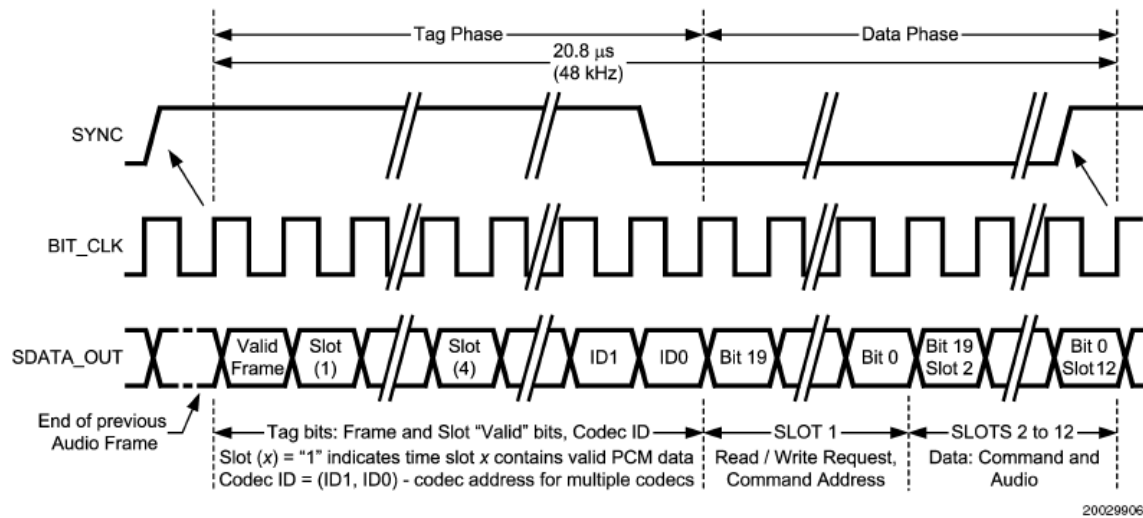 Tag Phase
Data Phase
20.8 μs
(48 kHz)
SYNC
BIT_CLK
SDATA_OUT
Valid
Frame
Slot
(1)
Slot
(4)
ID1
ID0
Bit 19
Bit 0
Bit 19
Slot 2
Bit 0
Slot12
End of previous
Audio Frame
Tag bits: Frame and Slot “Valid” bits, Codec ID
Slot (x) = “1” indicates time slot x contains valid PCM data
Codec ID = (ID1, ID0) - codec address for multiple codecs
SLOT 1
Read / Write Request,
Command Address
SLOTS 2 to 12
Data: Command and
Audio
20029906